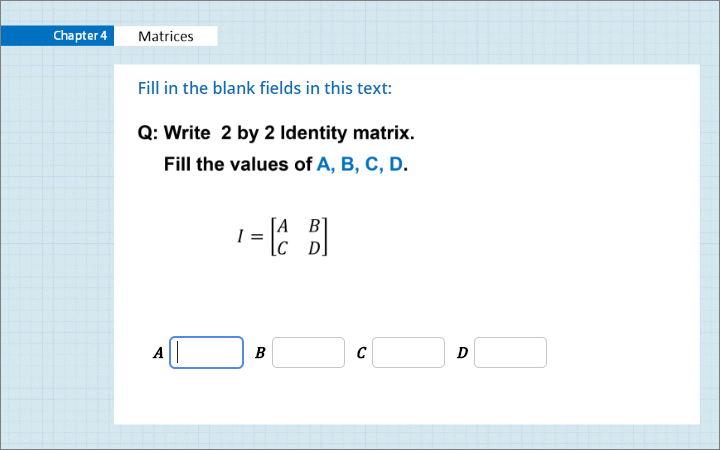 Chapter 4 Matrices
Fill in the blank fields in this text:
Q: Write 2 by 2 Identity matrix.
Fill the values of A, B, C, D.
I = [A B
C D]
A B C D